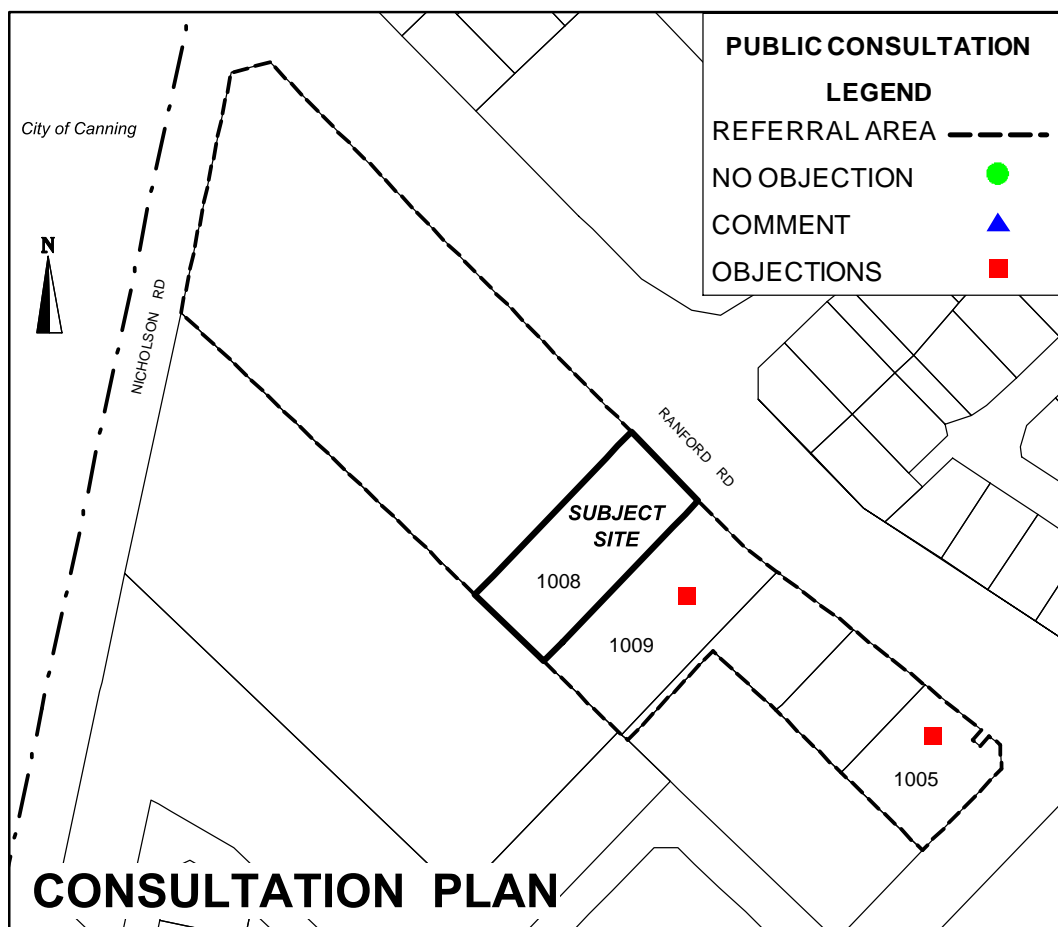 PUBLIC CONSULTATION
LEGEND
REFERRAL AREA
NO OBJECTION
COMMENT
OBJECTIONS
City of Canning
N
NICHOLSON RD
RANFORD RD
SUBJECT
SITE
1008
1009
1005
CONSULTATION PLAN